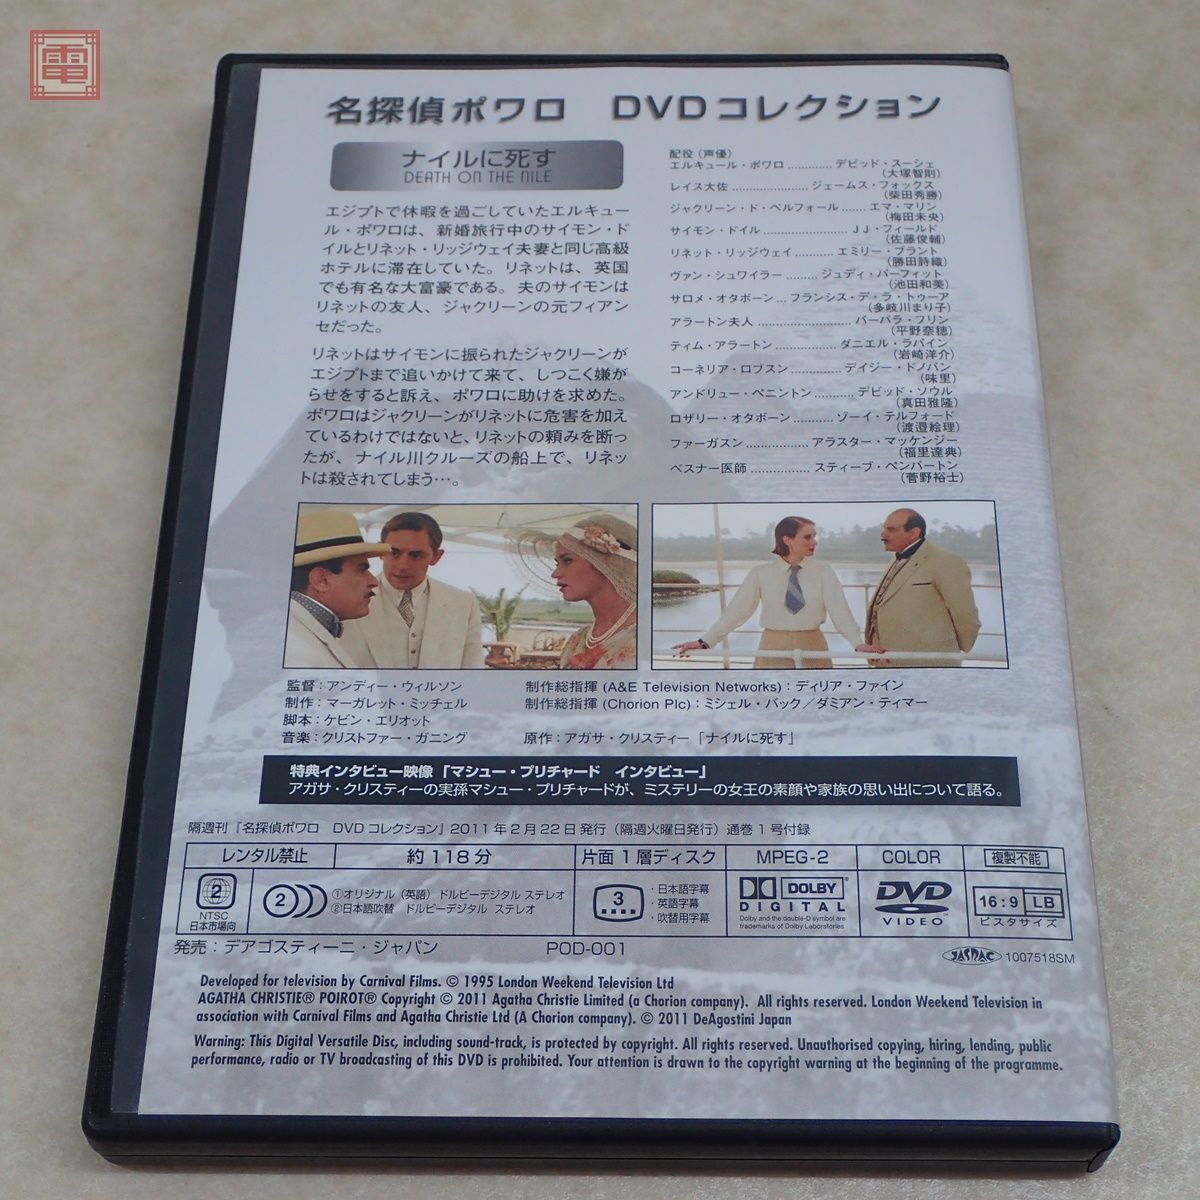 電
名探偵ポワロ　DVDコレクション
ナイルに死す
DEATH ON THE NILE
エジプトで休暇を過ごしていたエルキュー
ル・ポワロは、新婚旅行中のサイモン・ド
イルとリネット・リッジウェイ夫妻と同じ高級
ホテルに滞在していた。リネットは、英国
でも有名な大富豪である。夫のサイモンは
リネットの友人、ジャクリーンの元フィアン
セだった。
リネットはサイモンに振られたジャクリーンが
エジプトまで追いかけて来て、しつこく嫌が
らせをすると訴え、ポワロに助けを求めた。
ポワロはジャクリーンがリネットに危害を加え
ているわけではないと、リネットの頼みを断っ
たが、ナイル川クルーズの船上で、リネッ
トは殺されてしまう…。
配役（声優）
エルキュール・ポワロ ............ デビッド・スーシェ
（大塚智則）
レイス大佐 ..................... ジェームス・フォックス
（柴田秀勝）
ジャクリーン・ド・ベルフォール ....... エマ・マリン
（梅田未央）
サイモン・ドイル ........................ JJ・フィールド
（佐藤俊輔）
リネット・リッジウェイ ........... エミリー・ブラント
（勝田詩織）
ヴァン・シュワイラー ......... ジュディ・パーフィット
（池田和美）
サロメ・オタボーン ... フランシス・デ・ラ・トゥーア
（多岐川まり子）
アラートン夫人 .......................... バーバラ・フリン
（平野奈穂）
ティム・アラートン ................. ダニエル・ラパイン
（岩崎洋介）
コーネリア・ロブスン .............. デイジー・ドノバン
（味里）
アンドリュー・ペニントン ........... デビッド・ソウル
（真田雅隆）
ロザリー・オタボーン ........... ゾーイ・テルフォード
（渡邉絵理）
ファーガスン ................. アラスター・マッケンジー
（福里達典）
ベスナー医師 ................. スティーブ・ペンバートン
（菅野裕士）
監督：アンディー・ウィルソン
制作：マーガレット・ミッチェル
脚本：ケビン・エリオット
音楽：クリストファー・ガニング
制作総指揮 (A&E Television Networks)：ディリア・ファイン
制作総指揮 (Chorion Plc)：ミシェル・バック／ダミアン・ティマー
原作：アガサ・クリスティー「ナイルに死す」
特典インタビュー映像「マシュー・プリチャード　インタビュー」
アガサ・クリスティーの実孫マシュー・プリチャードが、ミステリーの女王の素顔や家族の思い出について語る。
隔週刊『名探偵ポワロ　DVDコレクション』2011年2月22日発行（隔週火曜日発行）通巻1号付録
レンタル禁止
約118分
片面1層ディスク
MPEG-2
COLOR
複製不能
2
NTSC
日本市場向
2
①オリジナル（英語）ドルビーデジタル ステレオ
②日本語吹替　ドルビーデジタル ステレオ
3
・日本語字幕
・英語字幕
・吹替用字幕
DOLBY
DIGITAL
Dolby and the double-D symbol are
trademarks of Dolby Laboratories
DVD
VIDEO
16：9 LB
ビスタサイズ
発売：デアゴスティーニ・ジャパン
POD-001
JASRAC
1007518SM
Developed for television by Carnival Films. © 1995 London Weekend Television Ltd
AGATHA CHRISTIE® POIROT® Copyright © 2011 Agatha Christie Limited (a Chorion company). All rights reserved. London Weekend Television in
association with Carnival Films and Agatha Christie Ltd (A Chorion company). © 2011 DeAgostini Japan
Warning: This Digital Versatile Disc, including sound-track, is protected by copyright. All rights reserved. Unauthorised copying, hiring, lending, public
performance, radio or TV broadcasting of this DVD is prohibited. Your attention is drawn to the copyright warning at the beginning of the programme.